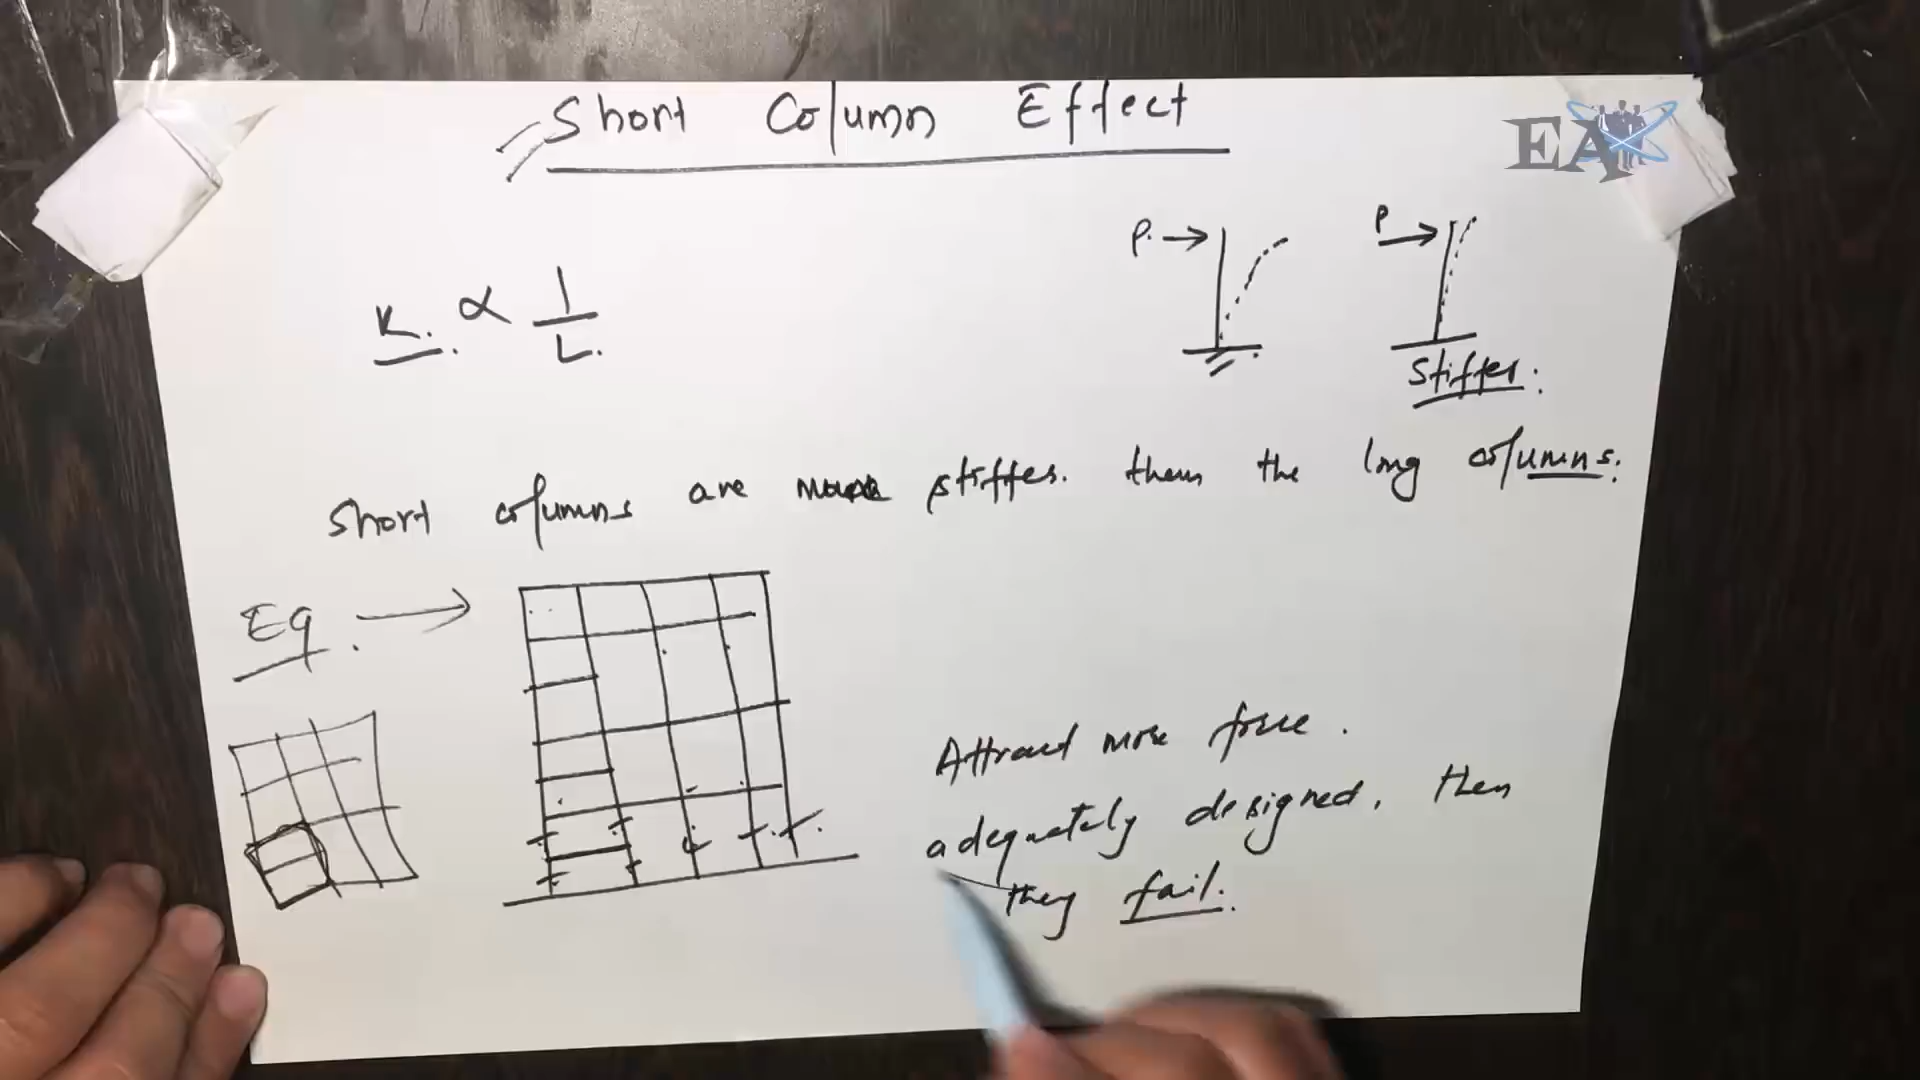 Short Column Effect
EA
P. →
P →
K. ∝ 1/L.
Stiffer.
Short columns are more stiffer. than the long columns.
EQ. →
Attract more force.
adequately designed, then
they fail.